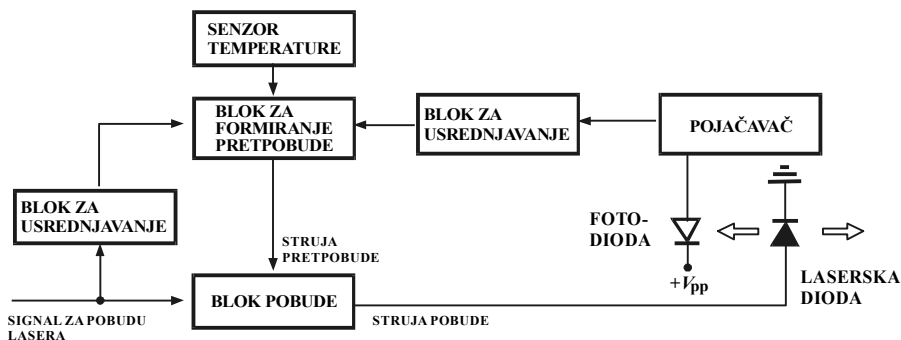 SENZOR
TEMPERATURE
BLOK ZA
FORMIRANJE
PRETPOBUDE
BLOK ZA
USREDNJAVANJE
POJAČAVAČ
BLOK ZA
USREDNJAVANJE
FOTO-
DIODA
STRUJA
PRETPOBUDE
+Vpp
LASERSKA
DIODA
BLOK POBUDE
SIGNAL ZA POBUDU
LASERA
STRUJA POBUDE